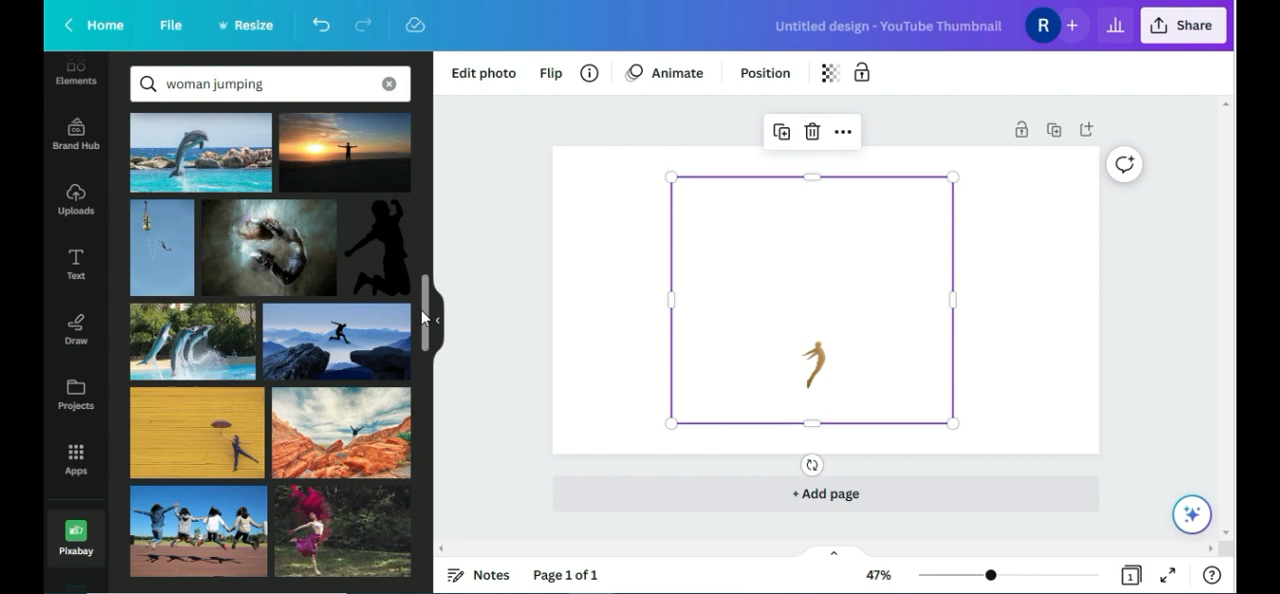 Home File Resize Untitled design - YouTube Thumbnail R + Share
Elements
Brand Hub
CO.
Uploads
Text
Draw
Projects
Apps
Pixabay
woman jumping
Edit photo Flip Animate Position
+ Add page
Notes Page 1 of 1 47% 1 ?